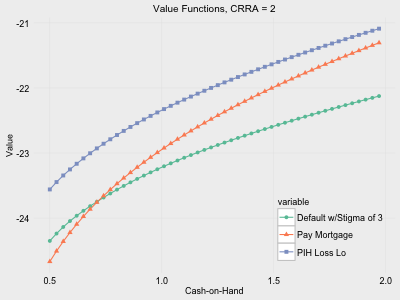 Value Functions, CRRA = 2
-21
-22
-23
-24
Value
0.5 1.0 1.5 2.0
Cash-on-Hand
variable
Default w/Stigma of 3
Pay Mortgage
PIH Loss Lo